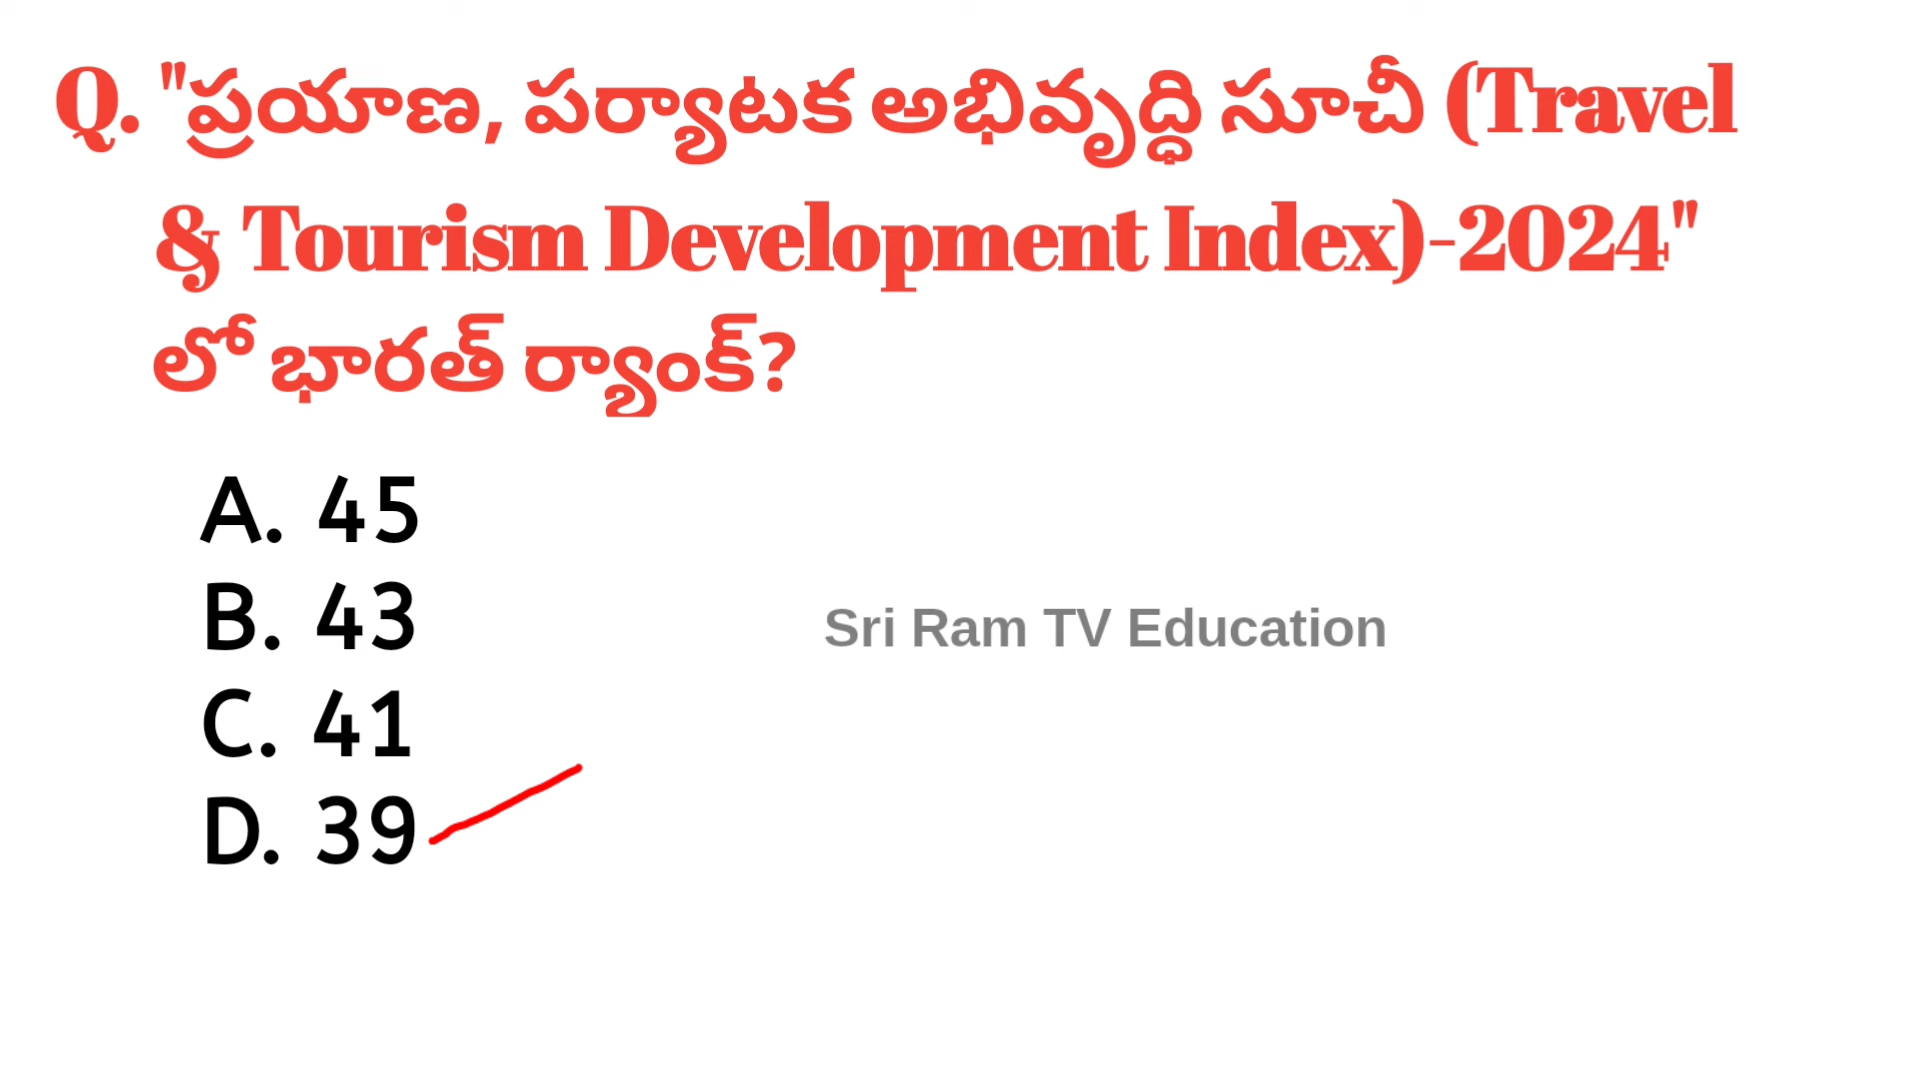 Q. "ప్రయాణ, పర్యాటక అభివృద్ధి సూచీ (Travel
& Tourism Development Index)-2024"
లో భారత్ ర్యాంక్?
A. 45
B. 43
Sri Ram TV Education
C. 41
D. 39